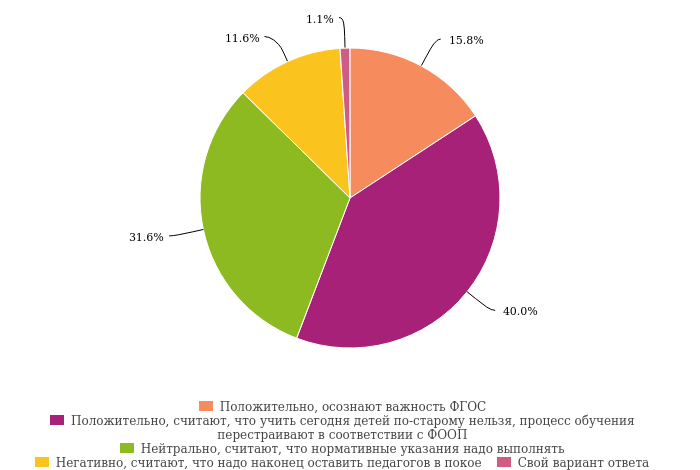 1.1%
11.6%
15.8%
31.6%
40.0%
Положительно, осознают важность ФГОС
Положительно, считают, что учить сегодня детей по-старому нельзя, процесс обучения
перестраивают в соответствии с ФООП
Нейтрально, считают, что нормативные указания надо выполнять
Негативно, считают, что надо наконец оставить педагогов в покое Свой вариант ответа